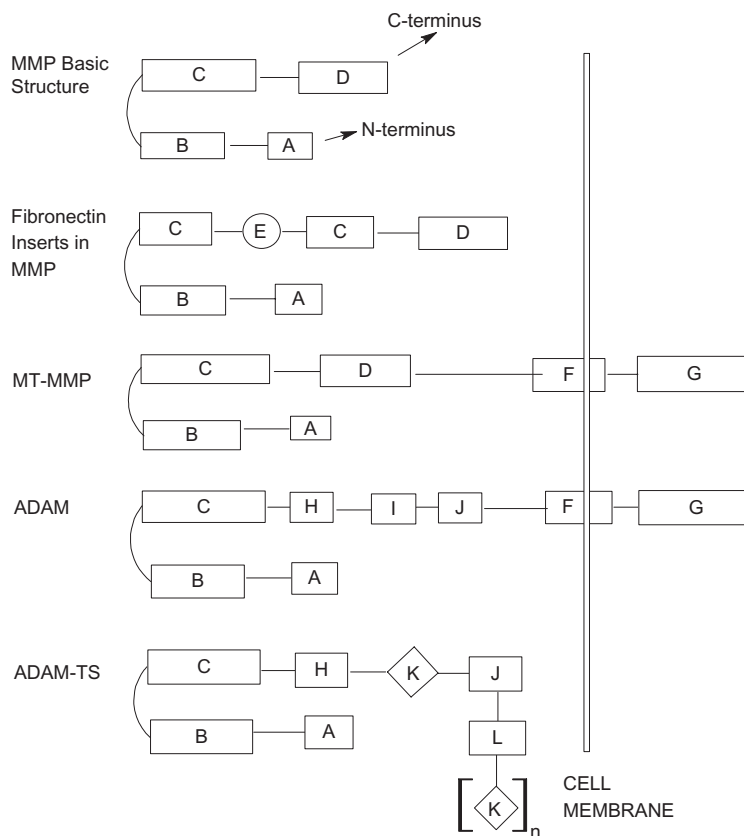 C-terminus
MMP Basic
Structure
C
D
N-terminus
B
A
Fibronectin
Inserts in
MMP
C
E
C
D
B
A
MT-MMP
C
D
F
G
B
A
ADAM
C
H
I
J
F
G
B
A
ADAM-TS
C
H
K
J
B
A
L
[K]n
CELL
MEMBRANE